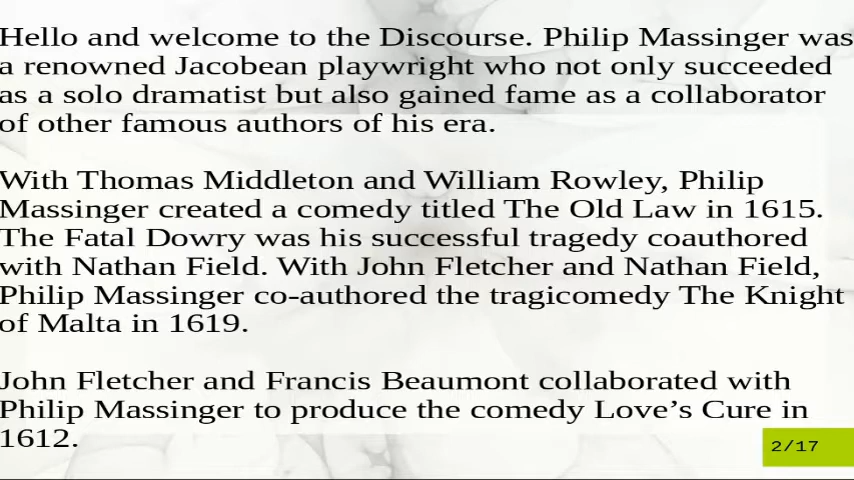 Hello and welcome to the Discourse. Philip Massinger was
a renowned Jacobean playwright who not only succeeded
as a solo dramatist but also gained fame as a collaborator
of other famous authors of his era.
With Thomas Middleton and William Rowley, Philip
Massinger created a comedy titled The Old Law in 1615.
The Fatal Dowry was his successful tragedy coauthored
with Nathan Field. With John Fletcher and Nathan Field,
Philip Massinger co-authored the tragicomedy The Knight
of Malta in 1619.
John Fletcher and Francis Beaumont collaborated with
Philip Massinger to produce the comedy Love’s Cure in
1612.
2/17